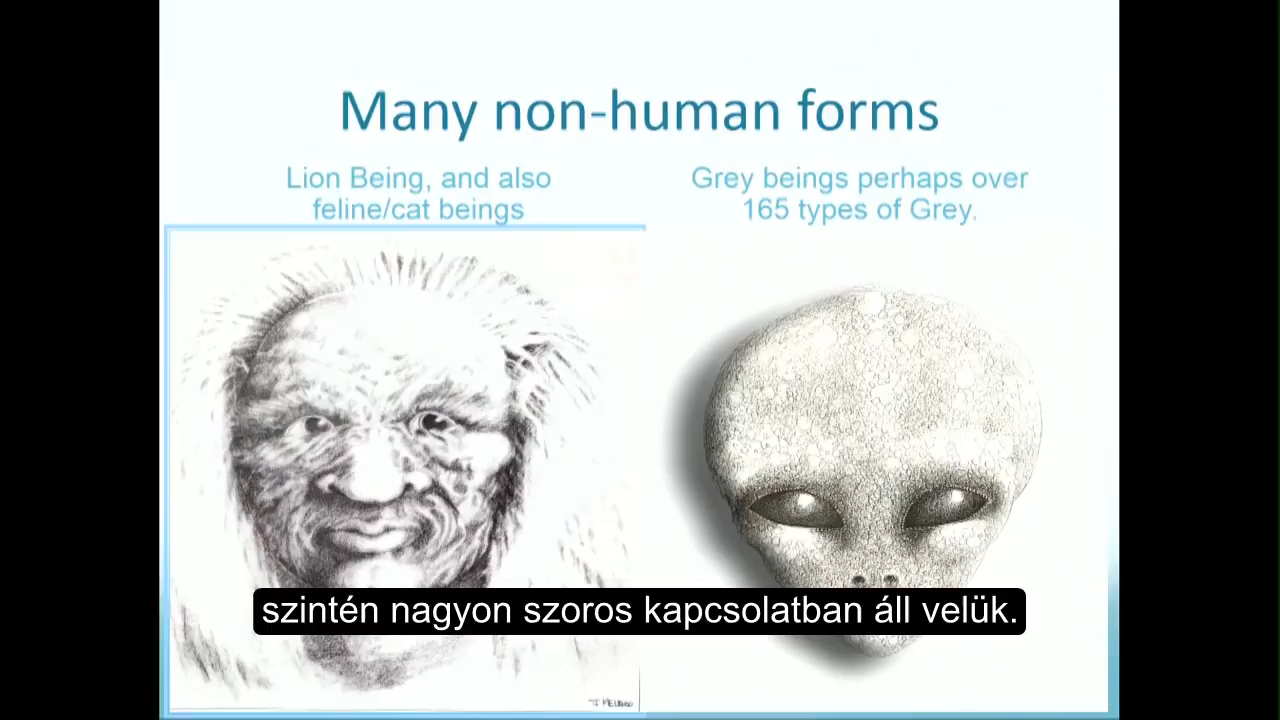 Many non-human forms
Lion Being, and also
feline/cat beings
Grey beings perhaps over
165 types of Grey.
szintén nagyon szoros kapcsolatban áll velük.